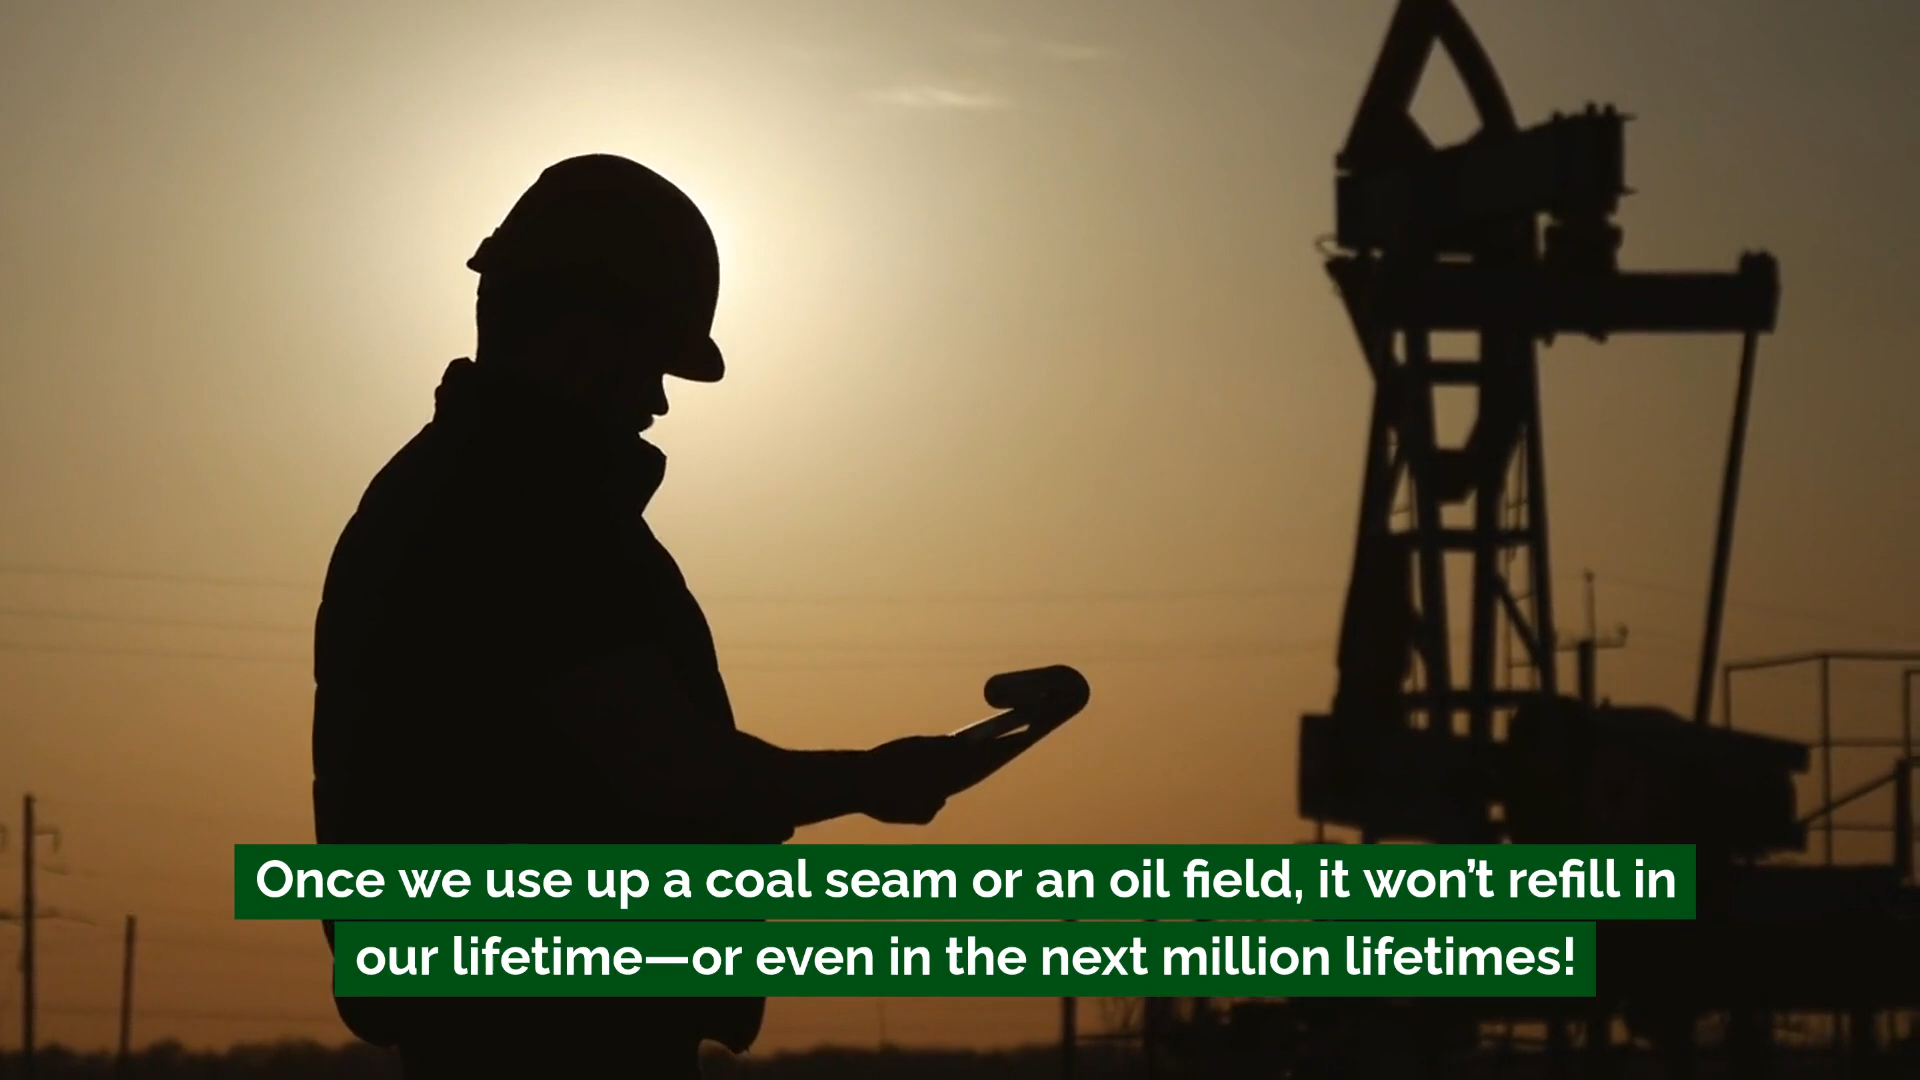 Once we use up a coal seam or an oil field, it won’t refill in
our lifetime—or even in the next million lifetimes!